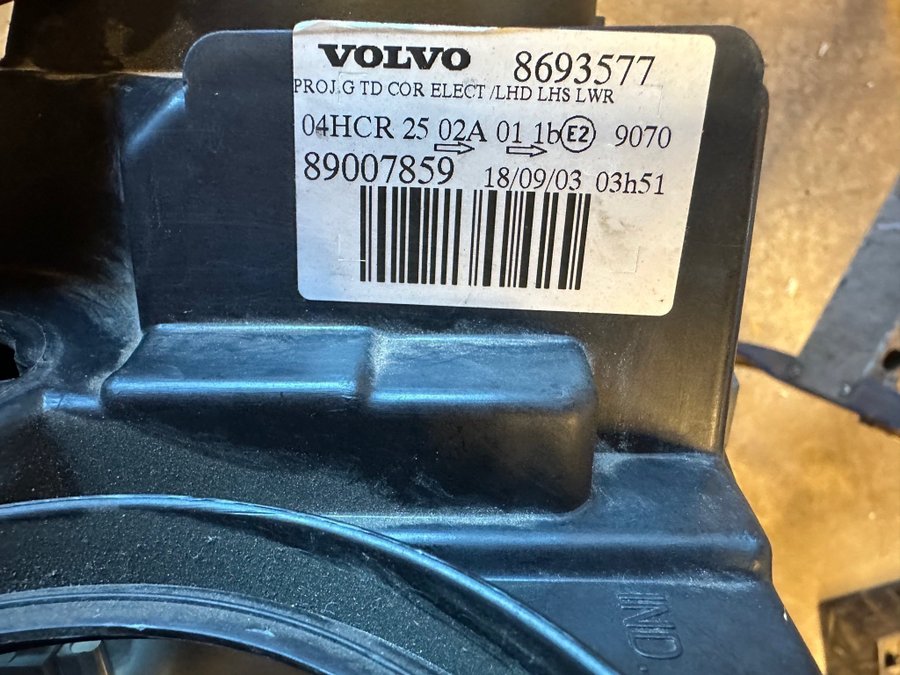 VOLVO 8693577
PROJ.G TD COR ELECT /LHD LHS LWR
04HCR 25 02A 01 1b E2 9070
89007859 18/09/03 03h51
IND.